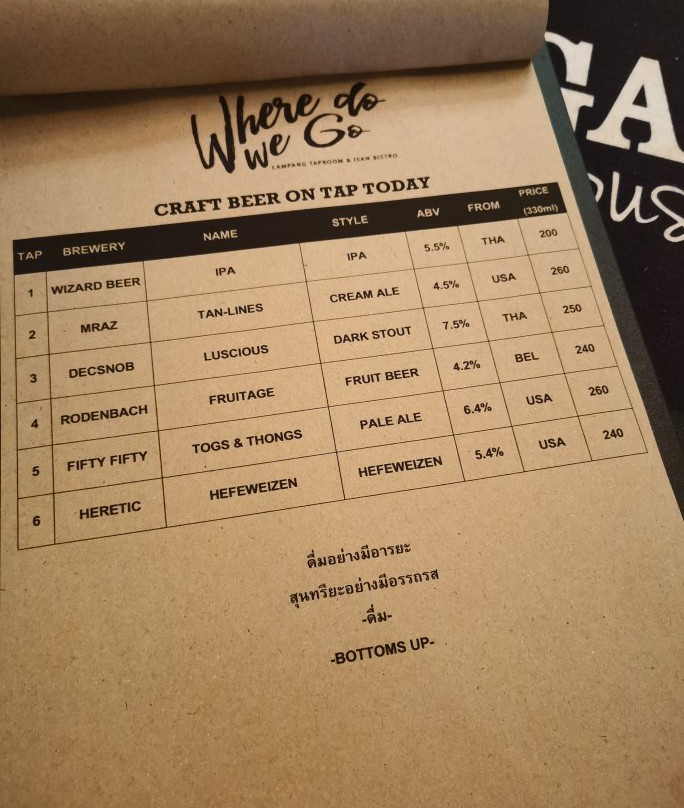 Where do
we Go
LAMPANG TAPROOM & ISAN BISTRO
CRAFT BEER ON TAP TODAY
TAP BREWERY NAME STYLE ABV FROM PRICE (330ml)
1 WIZARD BEER IPA IPA 5.5% THA 200
2 MRAZ TAN-LINES CREAM ALE 4.5% USA 260
3 DECSNOB LUSCIOUS DARK STOUT 7.5% THA 250
4 RODENBACH FRUITAGE FRUIT BEER 4.2% BEL 240
5 FIFTY FIFTY TOGS & THONGS PALE ALE 6.4% USA 260
6 HERETIC HEFEWEIZEN HEFEWEIZEN 5.4% USA 240
ดื่มอย่างมีอารยะ
สุนทรียะอย่างมีอรรถรส
-ดื่ม-
-BOTTOMS UP-
GA
ous